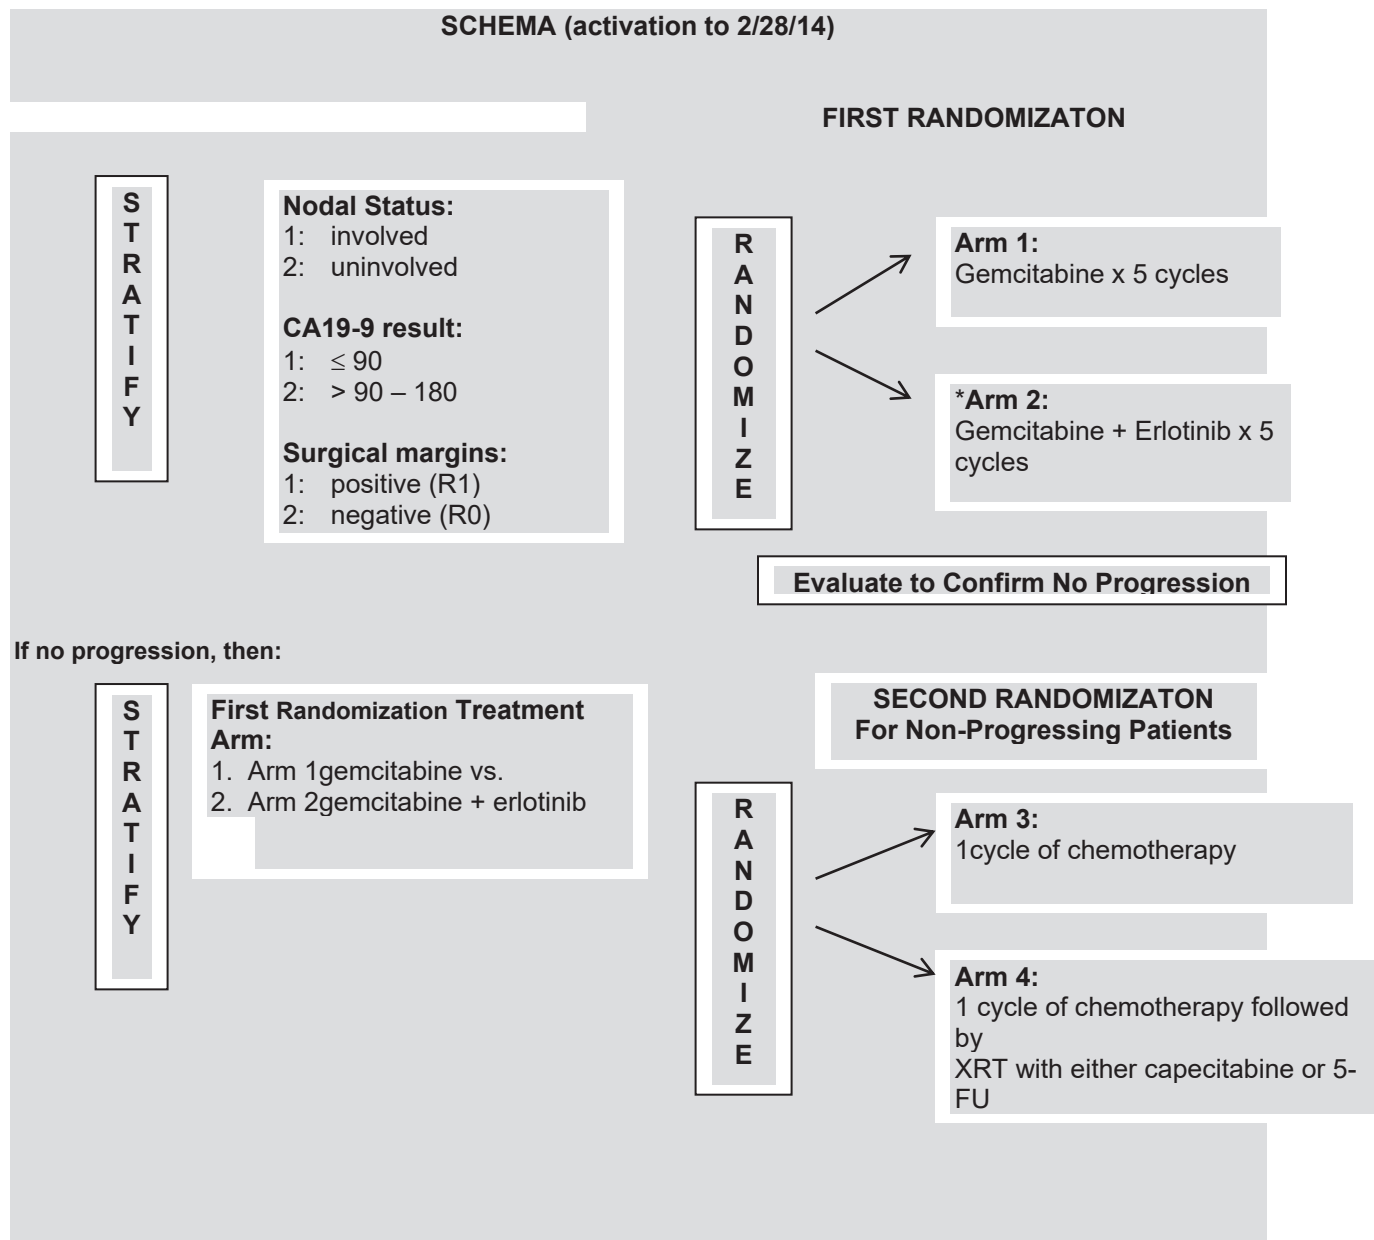 SCHEMA (activation to 2/28/14)
FIRST RANDOMIZATON
S
T
R
A
T
I
F
Y
Nodal Status:
1: involved
2: uninvolved
CA19-9 result:
1: ≤ 90
2: > 90 – 180
Surgical margins:
1: positive (R1)
2: negative (R0)
R
A
N
D
O
M
I
Z
E
Arm 1:
Gemcitabine x 5 cycles
*Arm 2:
Gemcitabine + Erlotinib x 5
cycles
Evaluate to Confirm No Progression
If no progression, then:
S
T
R
A
T
I
F
Y
First Randomization Treatment
Arm:
1. Arm 1gemcitabine vs.
2. Arm 2gemcitabine + erlotinib
SECOND RANDOMIZATON
For Non-Progressing Patients
R
A
N
D
O
M
I
Z
E
Arm 3:
1cycle of chemotherapy
Arm 4:
1 cycle of chemotherapy followed
by
XRT with either capecitabine or 5-
FU